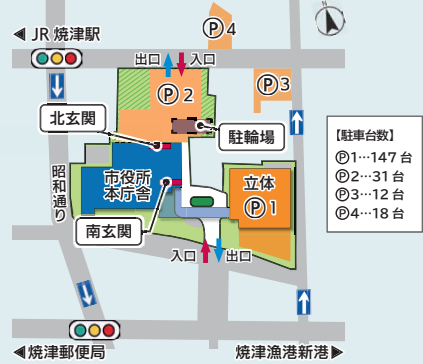 ◀JR 焼津駅
Ⓟ4
出口 入口
Ⓟ2
Ⓟ3
北玄関
駐輪場
【駐車台数】
Ⓟ1…147 台
Ⓟ2…31 台
Ⓟ3…12 台
Ⓟ4…18 台
昭和通り
市役所
本庁舎
立体
Ⓟ1
南玄関
入口 出口
◀焼津郵便局
焼津漁港新港▶